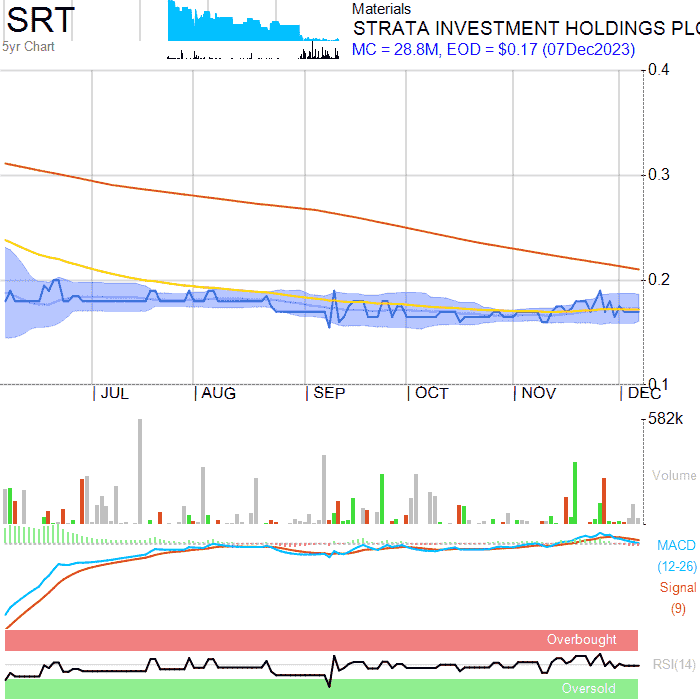 SRT
5yr Chart
Materials
STRATA INVESTMENT HOLDINGS PLC
MC = 28.8M, EOD = $0.17 (07Dec2023)
0.4
0.3
0.2
0.1
JUL AUG SEP OCT NOV DEC
582k
Volume
MACD
(12-26)
Signal
(9)
Overbought
RSI(14)
Oversold